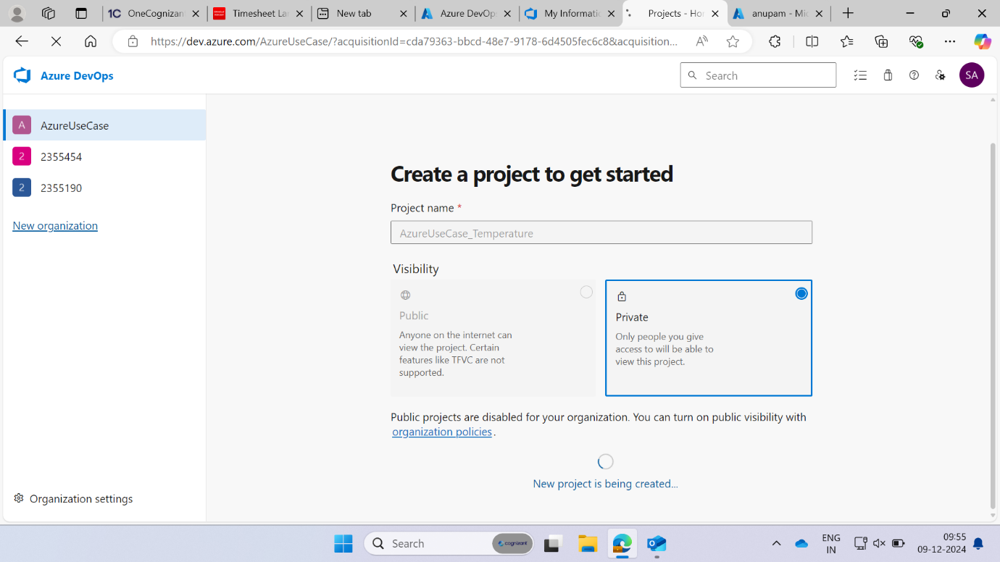 OneCognizan
Timesheet La
New tab
Azure DevOp
My Informatio
Projects - Ho
anupam - Mic
https://dev.azure.com/AzureUseCase/?acquisitionId=cda79363-bbcd-48e7-9178-6d4505fec6c8&acquisition...
Azure DevOps
Search
SA
A AzureUseCase
2 2355454
2 2355190
New organization
Create a project to get started
Project name *
AzureUseCase_Temperature
Visibility
Public
Anyone on the internet can
view the project. Certain
features like TFVC are not
supported.
Private
Only people you give
access to will be able to
view this project.
Public projects are disabled for your organization. You can turn on public visibility with
organization policies.
New project is being created...
Organization settings
Search
cognizant
ENG
IN
09:55
09-12-2024